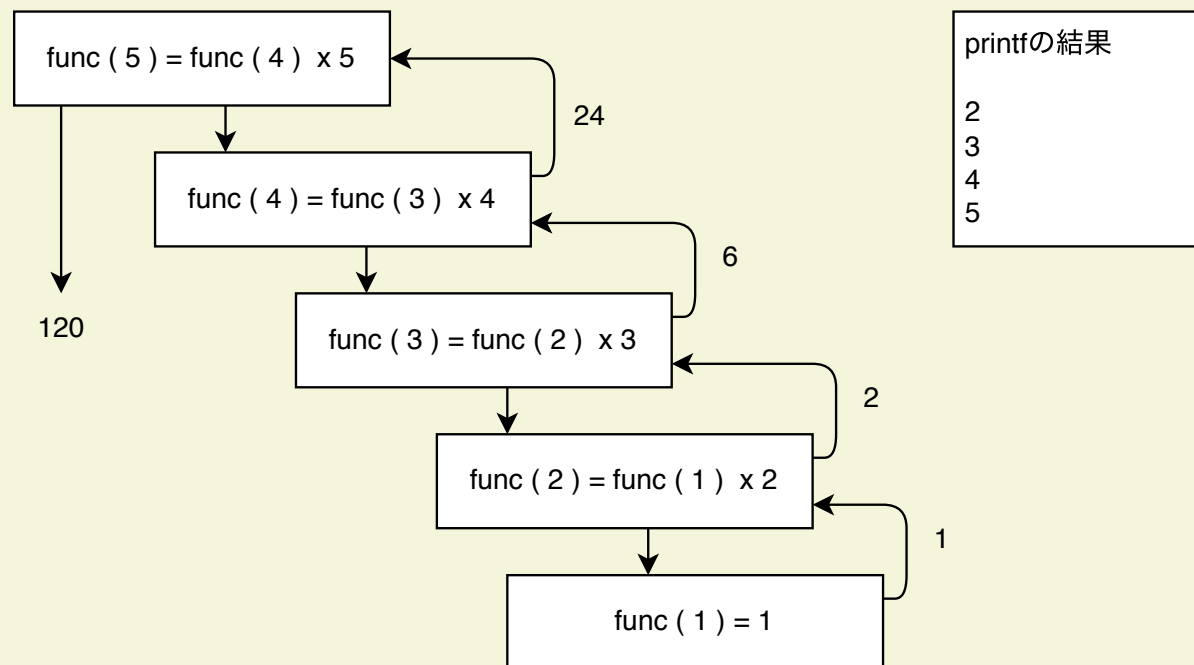 func ( 5 ) = func ( 4 ) x 5
24
func ( 4 ) = func ( 3 ) x 4
6
120
func ( 3 ) = func ( 2 ) x 3
2
func ( 2 ) = func ( 1 ) x 2
1
func ( 1 ) = 1
printfの結果
2
3
4
5